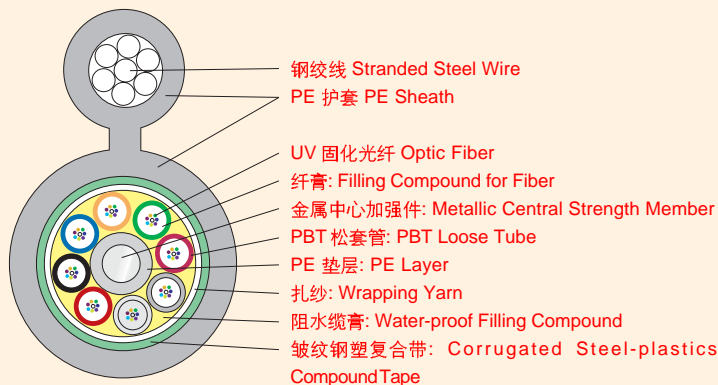 钢绞线 Stranded Steel Wire
PE 护套 PE Sheath
UV 固化光纤 Optic Fiber
纤膏: Filling Compound for Fiber
金属中心加强件: Metallic Central Strength Member
PBT 松套管: PBT Loose Tube
PE 垫层: PE Layer
扎纱: Wrapping Yarn
阻水缆膏: Water-proof Filling Compound
皱纹钢塑复合带: Corrugated Steel-plastics
CompoundTape